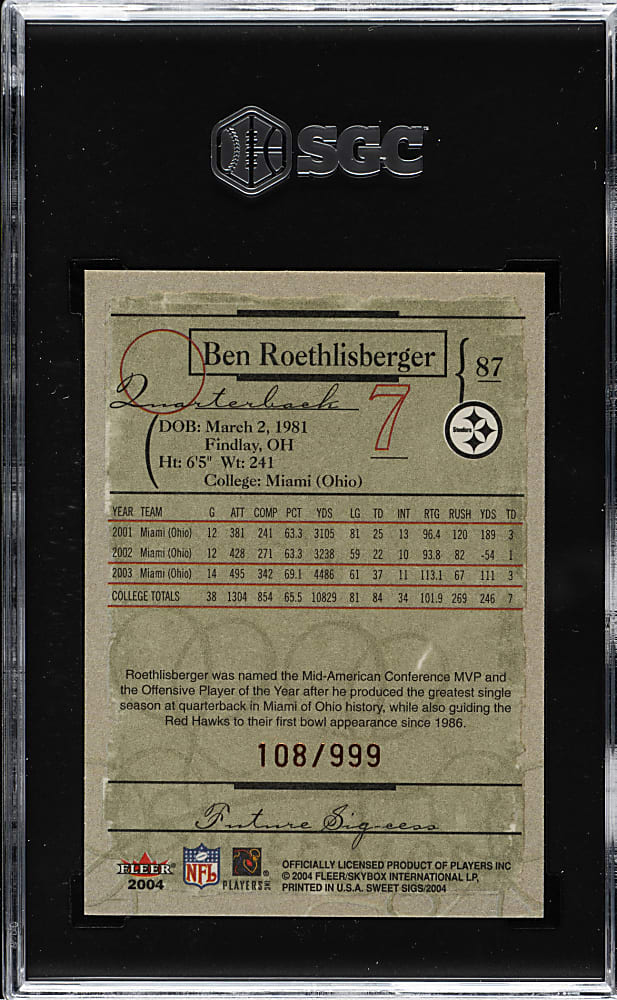 SGC
Ben Roethlisberger
87
Quarterback
7
Steelers
DOB: March 2, 1981
Findlay, OH
Ht: 6'5" Wt: 241
College: Miami (Ohio)
YEAR TEAM G ATT COMP PCT YDS LG TD INT RTG RUSH YDS TD
2001 Miami (Ohio) 12 381 241 63.3 3105 81 25 13 96.4 120 189 3
2002 Miami (Ohio) 12 428 271 63.3 3238 59 22 10 93.8 82 -54 1
2003 Miami (Ohio) 14 495 342 69.1 4486 61 37 11 113.1 67 111 3
COLLEGE TOTALS 38 1304 854 65.5 10829 81 84 34 101.9 269 246 7
Roethlisberger was named the Mid-American Conference MVP and
the Offensive Player of the Year after he produced the greatest single
season at quarterback in Miami of Ohio history, while also guiding the
Red Hawks to their first bowl appearance since 1986.
108/999
Future Sig-cess
FLEER
2004
NFL
PLAYERS INC
OFFICIALLY LICENSED PRODUCT OF PLAYERS INC
© 2004 FLEER/SKYBOX INTERNATIONAL LP,
PRINTED IN U.S.A. SWEET SIGS/2004